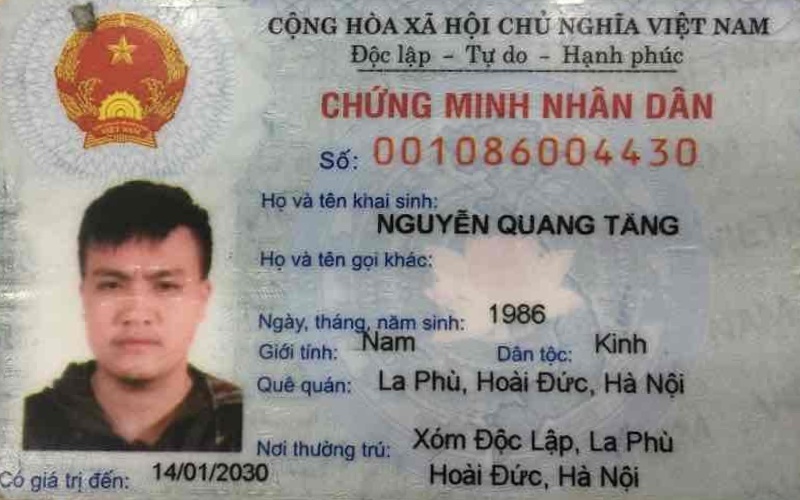 CỘNG HÒA XÃ HỘI CHỦ NGHĨA VIỆT NAM
Độc lập - Tự do - Hạnh phúc
CHỨNG MINH NHÂN DÂN
Số: 001086004430
Họ và tên khai sinh:
NGUYỄN QUANG TĂNG
Họ và tên gọi khác:
Ngày, tháng, năm sinh: 1986
Giới tính: Nam Dân tộc: Kinh
Quê quán: La Phù, Hoài Đức, Hà Nội
Nơi thường trú: Xóm Độc Lập, La Phù
Hoài Đức, Hà Nội
Có giá trị đến: 14/01/2030
VIỆT NAM